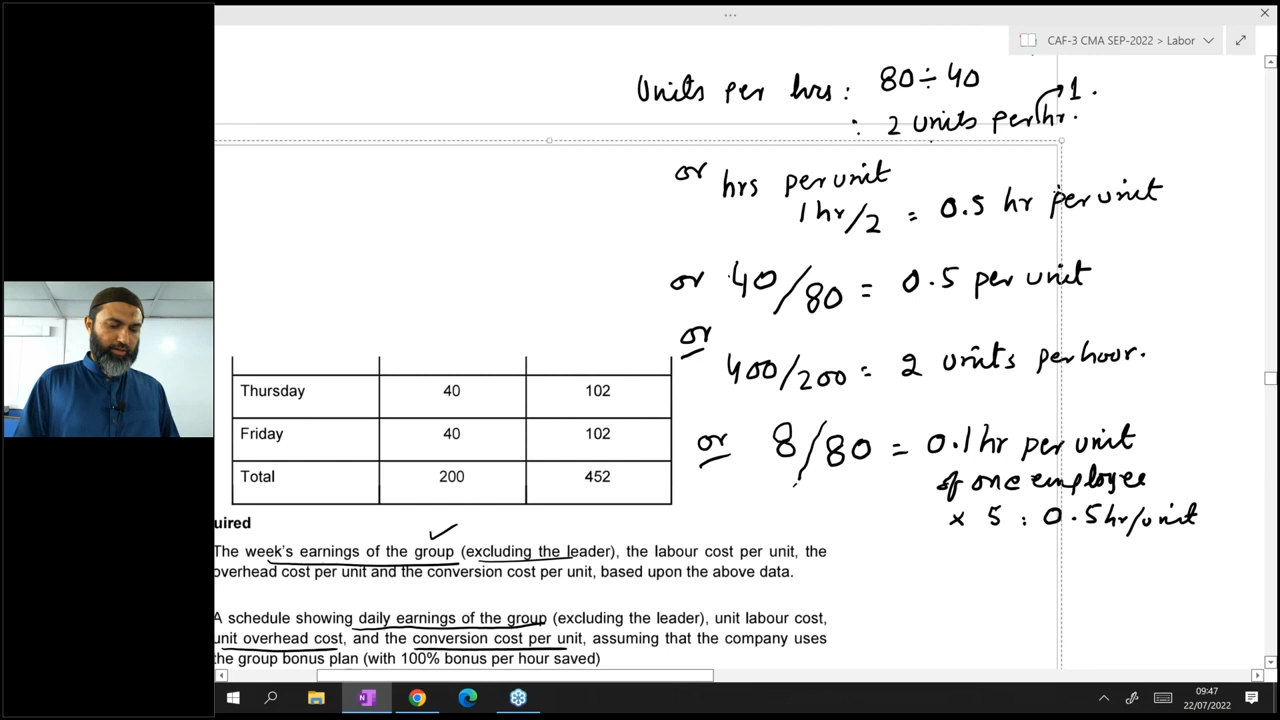 CAF-3 CMA SEP-2022 > Labor
Units per hrs : 80 ÷ 40
: 2 units per hr. → 1.
or hrs per unit
1 hr/2 = 0.5 hr per unit
or 40/80 = 0.5 per unit
or
400/200 = 2 units per hour.
Thursday 40 102
Friday 40 102
Total 200 452
or 8/80 = 0.1 hr per unit
of one employee
x 5 : 0.5 hr/unit
uired
The week's earnings of the group (excluding the leader), the labour cost per unit, the
overhead cost per unit and the conversion cost per unit, based upon the above data.
A schedule showing daily earnings of the group (excluding the leader), unit labour cost,
unit overhead cost, and the conversion cost per unit, assuming that the company uses
the group bonus plan (with 100% bonus per hour saved)
09:47
22/07/2022